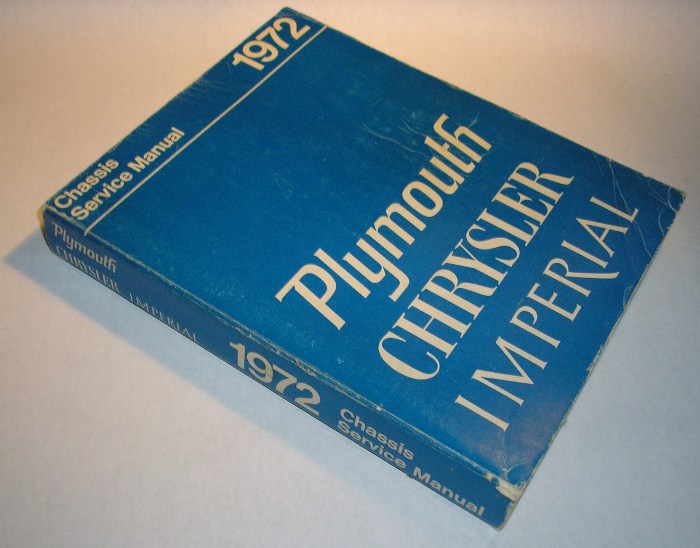 Chassis
Service Manual
1972
Plymouth
CHRYSLER
IMPERIAL
Plymouth
CHRYSLER IMPERIAL
1972
Chassis
Service Manual